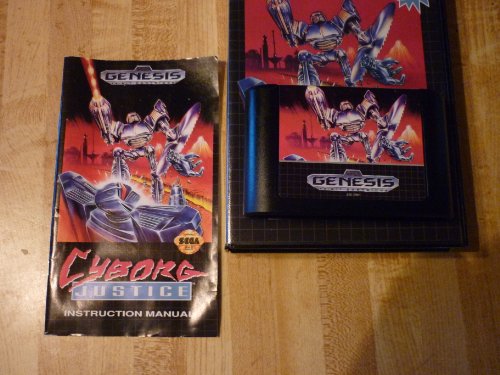 GENESIS
SEGA
CYBORG
JUSTICE
INSTRUCTION MANUAL
GENESIS